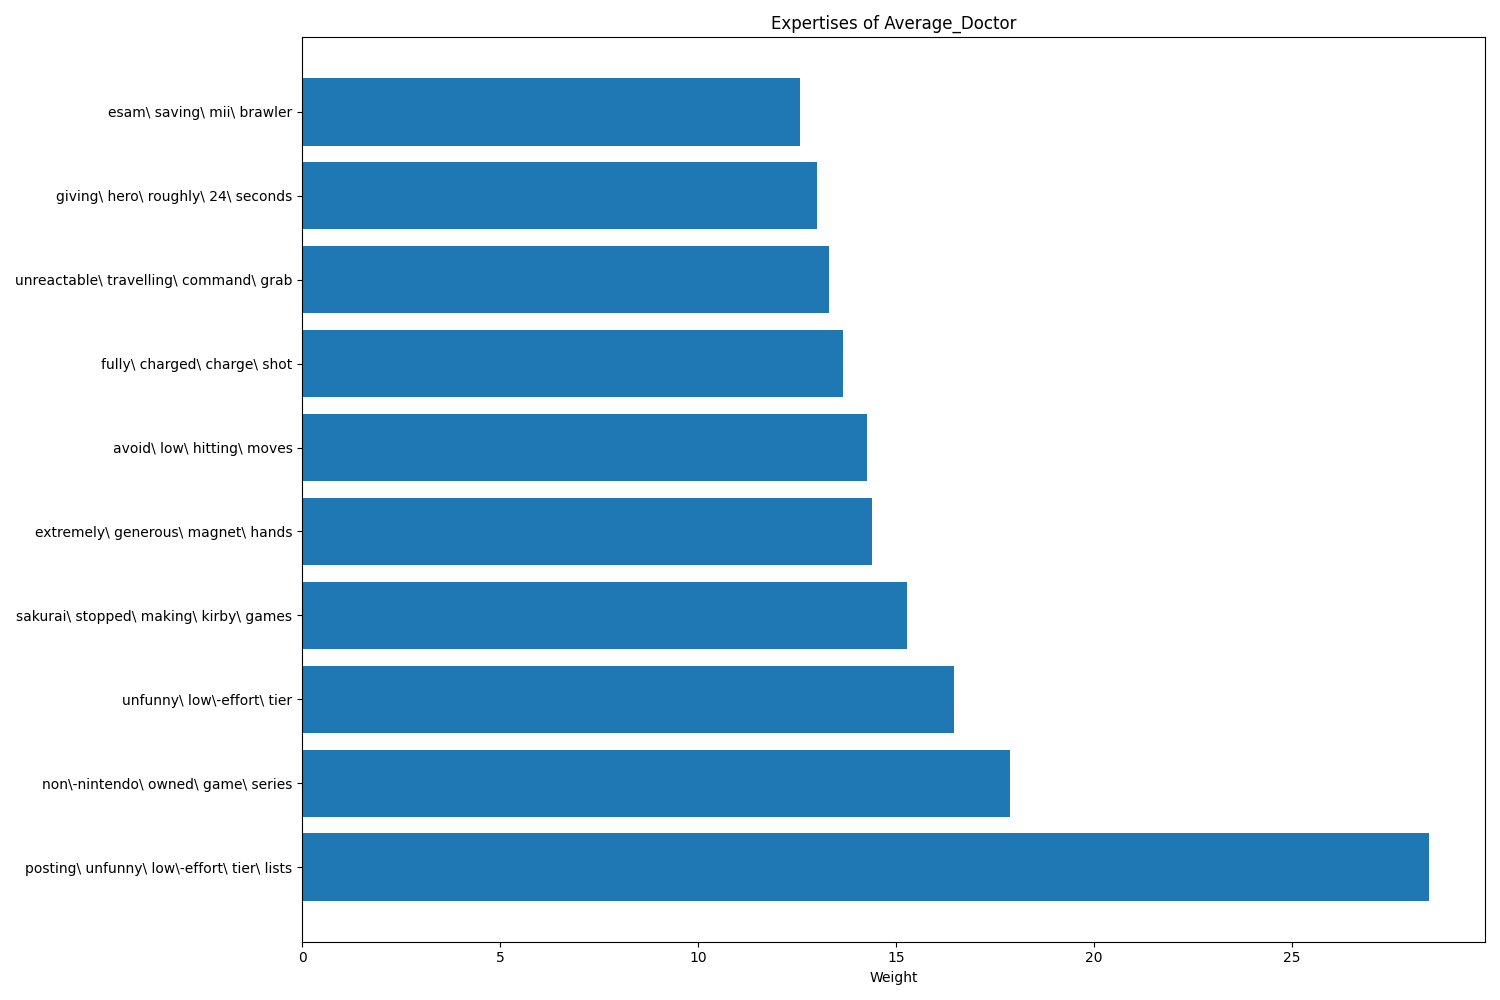 Expertises of Average_Doctor
esam\ saving\ mii\ brawler
giving\ hero\ roughly\ 24\ seconds
unreactable\ travelling\ command\ grab
fully\ charged\ charge\ shot
avoid\ low\ hitting\ moves
extremely\ generous\ magnet\ hands
sakurai\ stopped\ making\ kirby\ games
unfunny\ low\-effort\ tier
non\-nintendo\ owned\ game\ series
posting\ unfunny\ low\-effort\ tier\ lists
0 5 10 15 20 25
Weight